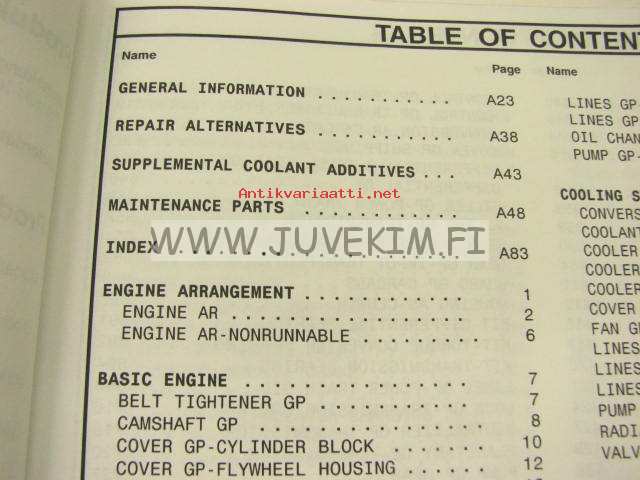 TABLE OF CONTENT
Name Page
GENERAL INFORMATION ........... A23
REPAIR ALTERNATIVES ........... A38
SUPPLEMENTAL COOLANT ADDITIVES ... A43
Antikvariaatti.net
MAINTENANCE PARTS ............ A48
WWW.JUVEKIM.FI
INDEX ... A83
ENGINE ARRANGEMENT ............ 1
ENGINE AR .................. 2
ENGINE AR-NONRUNNABLE ......... 6
BASIC ENGINE ................. 7
BELT TIGHTENER GP ............ 7
CAMSHAFT GP ................. 8
COVER GP-CYLINDER BLOCK ....... 10
COVER GP-FLYWHEEL HOUSING ...... 12
Name
LINES GP-
LINES GP
OIL CHAN
PUMP GP-
COOLING S
CONVERS
COOLANT
COOLER
COOLER
COOLER
COVER
FAN G
LINES
LINES
LINES
PUMP
RADI
VALV